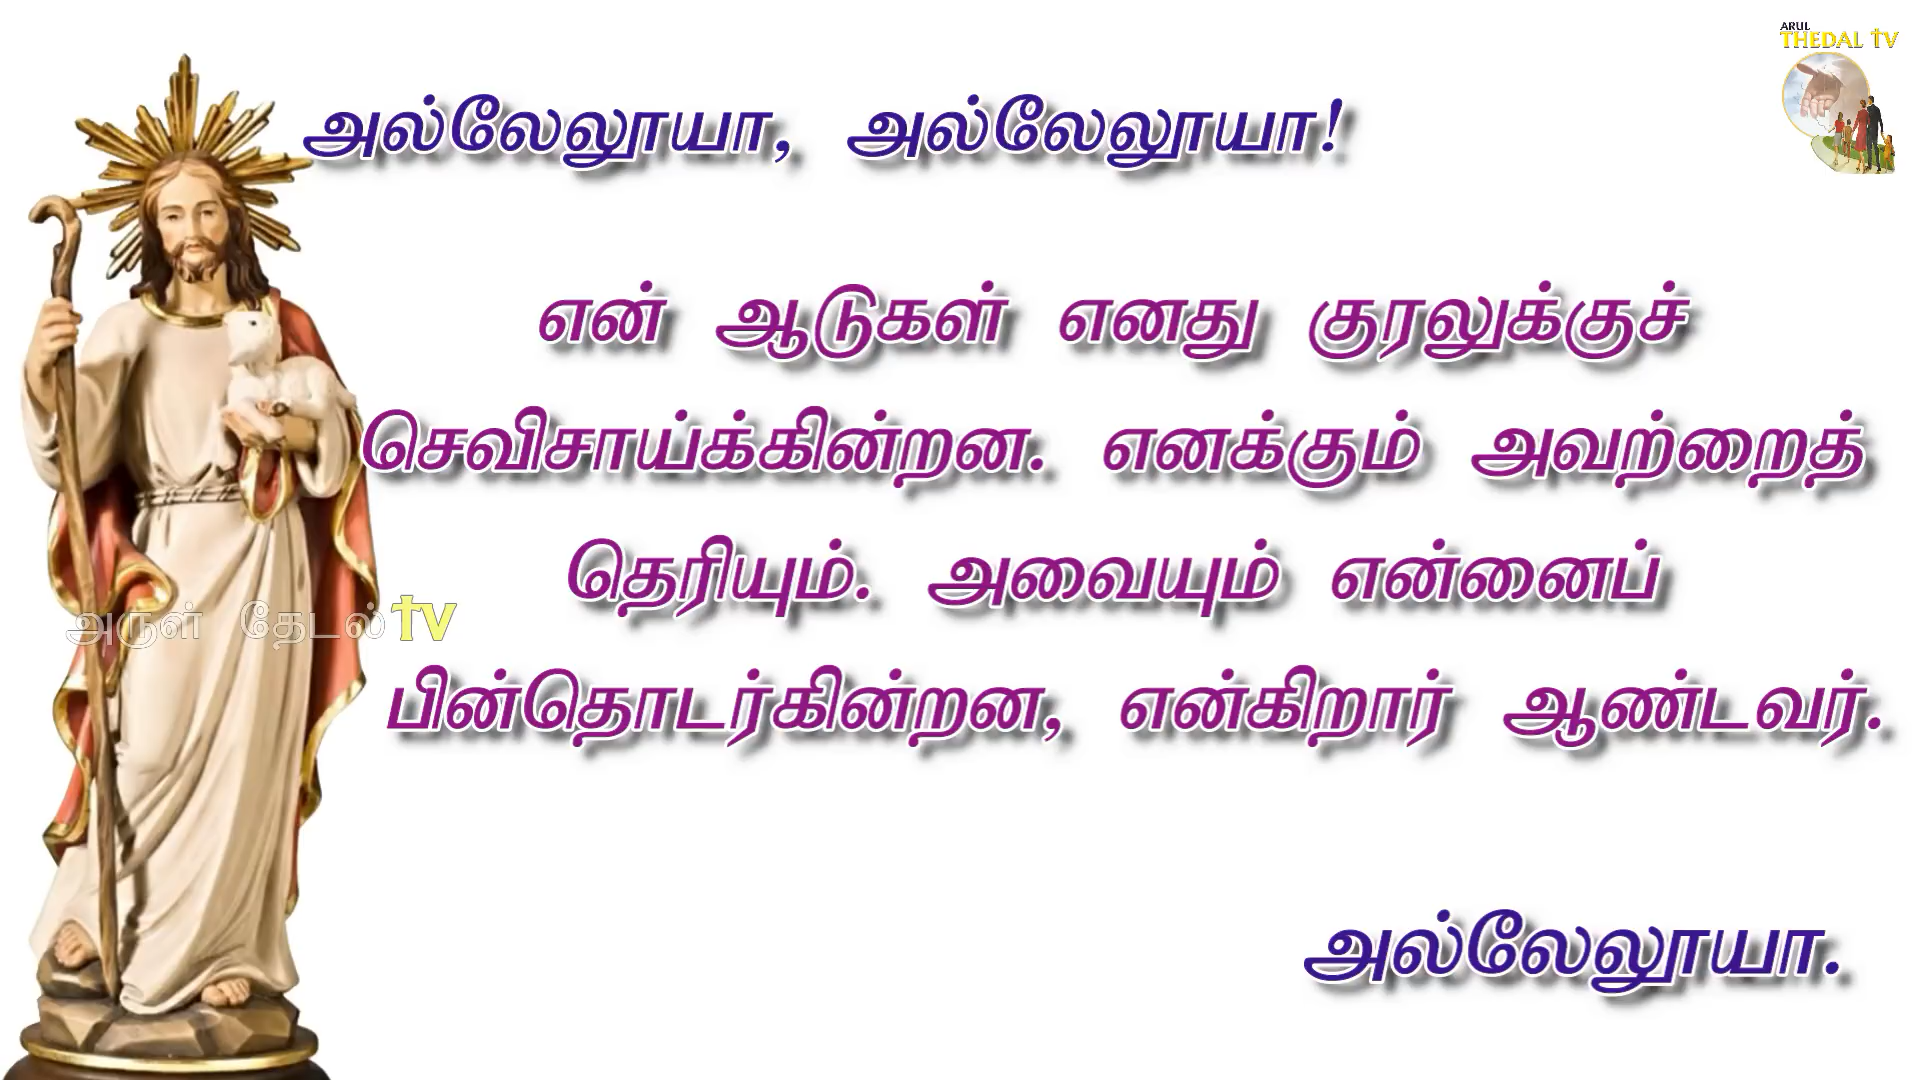 ARUL
THEDAL TV
அல்லேலூயா, அல்லேலூயா!
என் ஆடுகள் எனது குரலுக்குச்
செவிசாய்க்கின்றன. எனக்கும் அவற்றைத்
தெரியும். அவையும் என்னைப்
அருள் தேடல் TV
பின்தொடர்கின்றன, என்கிறார் ஆண்டவர்.
அல்லேலூயா.